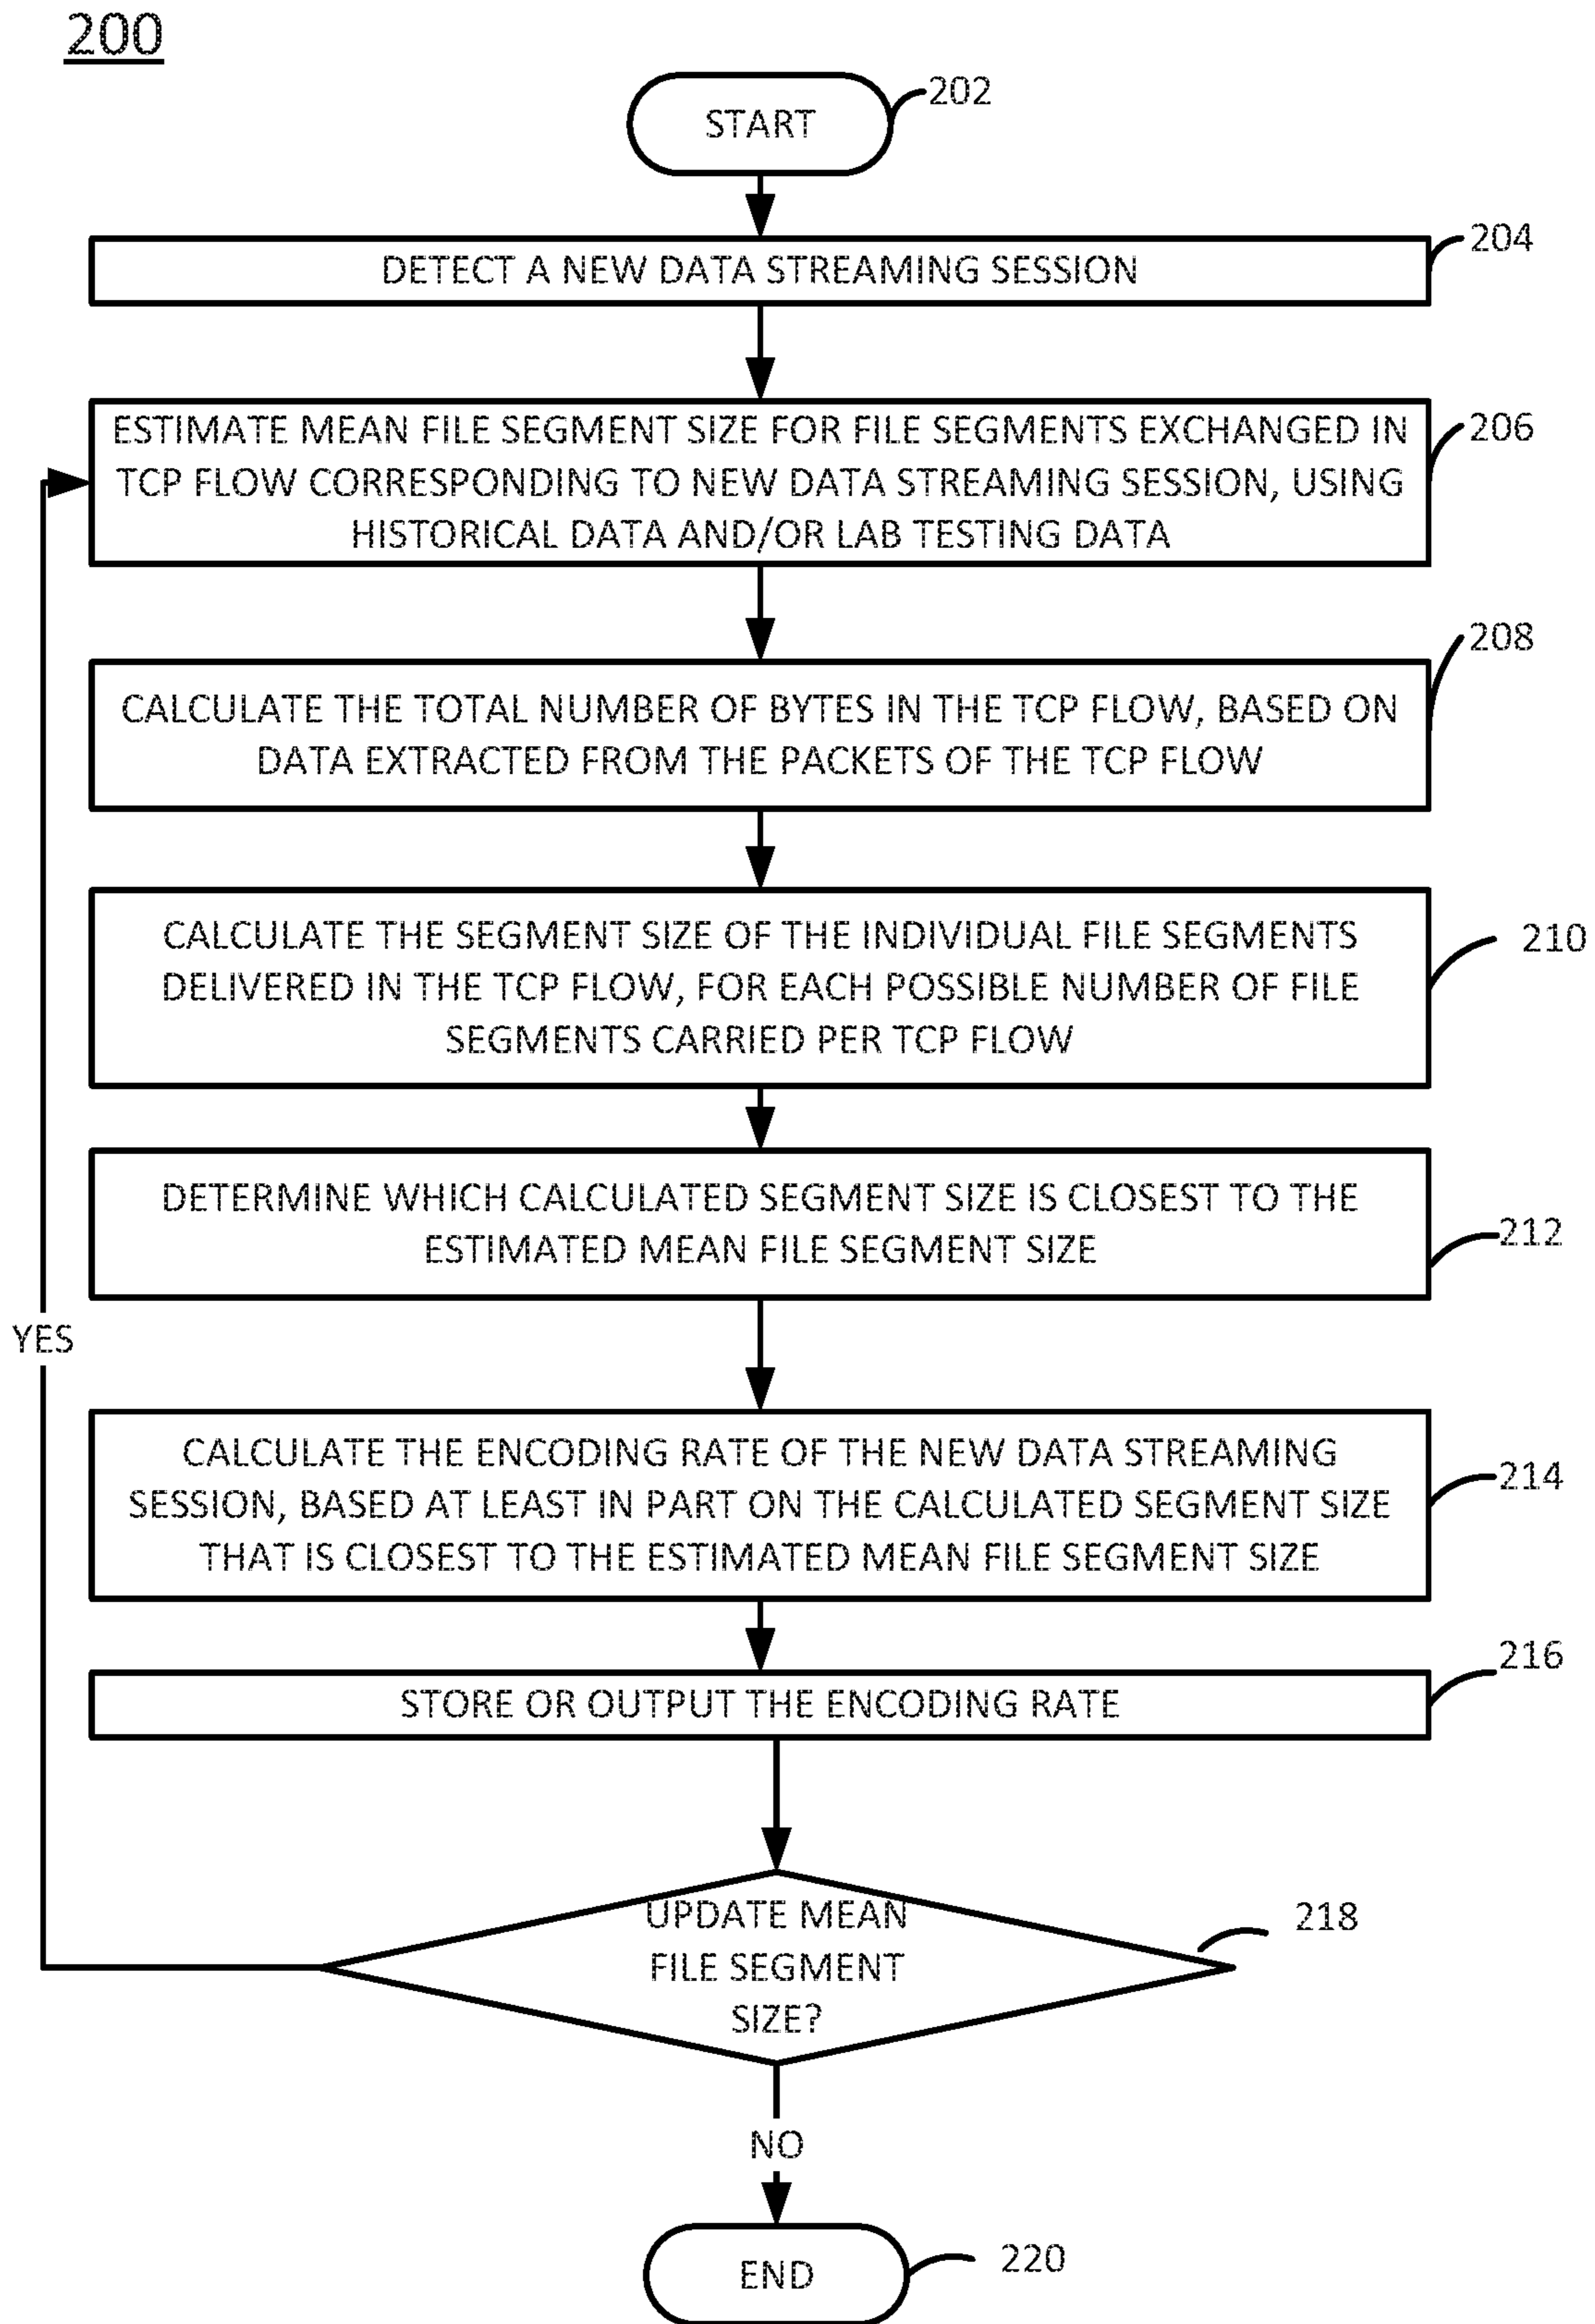 200
START
202
DETECT A NEW DATA STREAMING SESSION
204
ESTIMATE MEAN FILE SEGMENT SIZE FOR FILE SEGMENTS EXCHANGED IN
TCP FLOW CORRESPONDING TO NEW DATA STREAMING SESSION, USING
HISTORICAL DATA AND/OR LAB TESTING DATA
206
CALCULATE THE TOTAL NUMBER OF BYTES IN THE TCP FLOW, BASED ON
DATA EXTRACTED FROM THE PACKETS OF THE TCP FLOW
208
CALCULATE THE SEGMENT SIZE OF THE INDIVIDUAL FILE SEGMENTS
DELIVERED IN THE TCP FLOW, FOR EACH POSSIBLE NUMBER OF FILE
SEGMENTS CARRIED PER TCP FLOW
210
DETERMINE WHICH CALCULATED SEGMENT SIZE IS CLOSEST TO THE
ESTIMATED MEAN FILE SEGMENT SIZE
212
YES
CALCULATE THE ENCODING RATE OF THE NEW DATA STREAMING
SESSION, BASED AT LEAST IN PART ON THE CALCULATED SEGMENT SIZE
THAT IS CLOSEST TO THE ESTIMATED MEAN FILE SEGMENT SIZE
214
STORE OR OUTPUT THE ENCODING RATE
216
UPDATE MEAN
FILE SEGMENT
SIZE?
218
NO
END
220